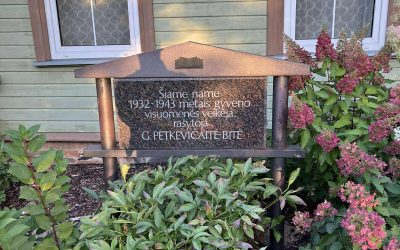 Šiame name
1932-1943 metais gyveno
visuomenės veikėja,
rašytoja
G. PETKEVIČAITĖ-BITĖ